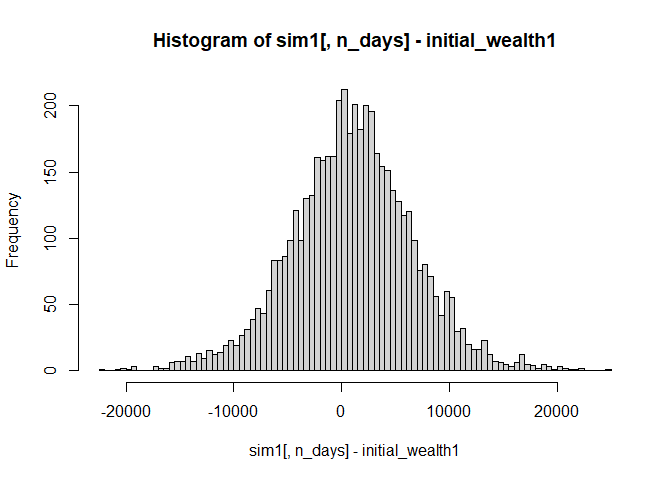 Histogram of sim1[, n_days] - initial_wealth1
Frequency
200
150
100
50
0
-20000 -10000 0 10000 20000
sim1[, n_days] - initial_wealth1